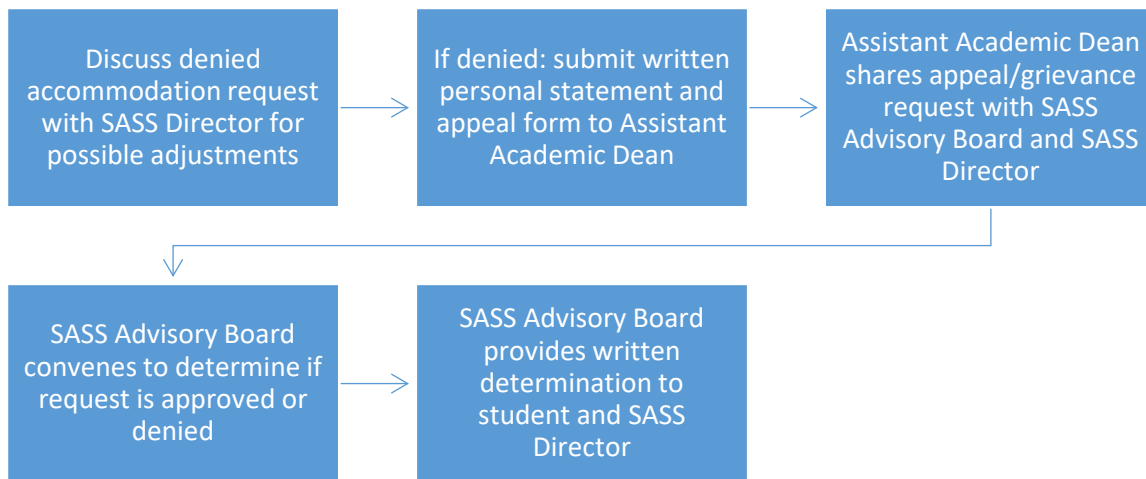 Discuss denied
accommodation request
with SASS Director for
possible adjustments
If denied: submit written
personal statement and
appeal form to Assistant
Academic Dean
Assistant Academic Dean
shares appeal/grievance
request with SASS
Advisory Board and SASS
Director
SASS Advisory Board
convenes to determine if
request is approved or
denied
SASS Advisory Board
provides written
determination to
student and SASS
Director